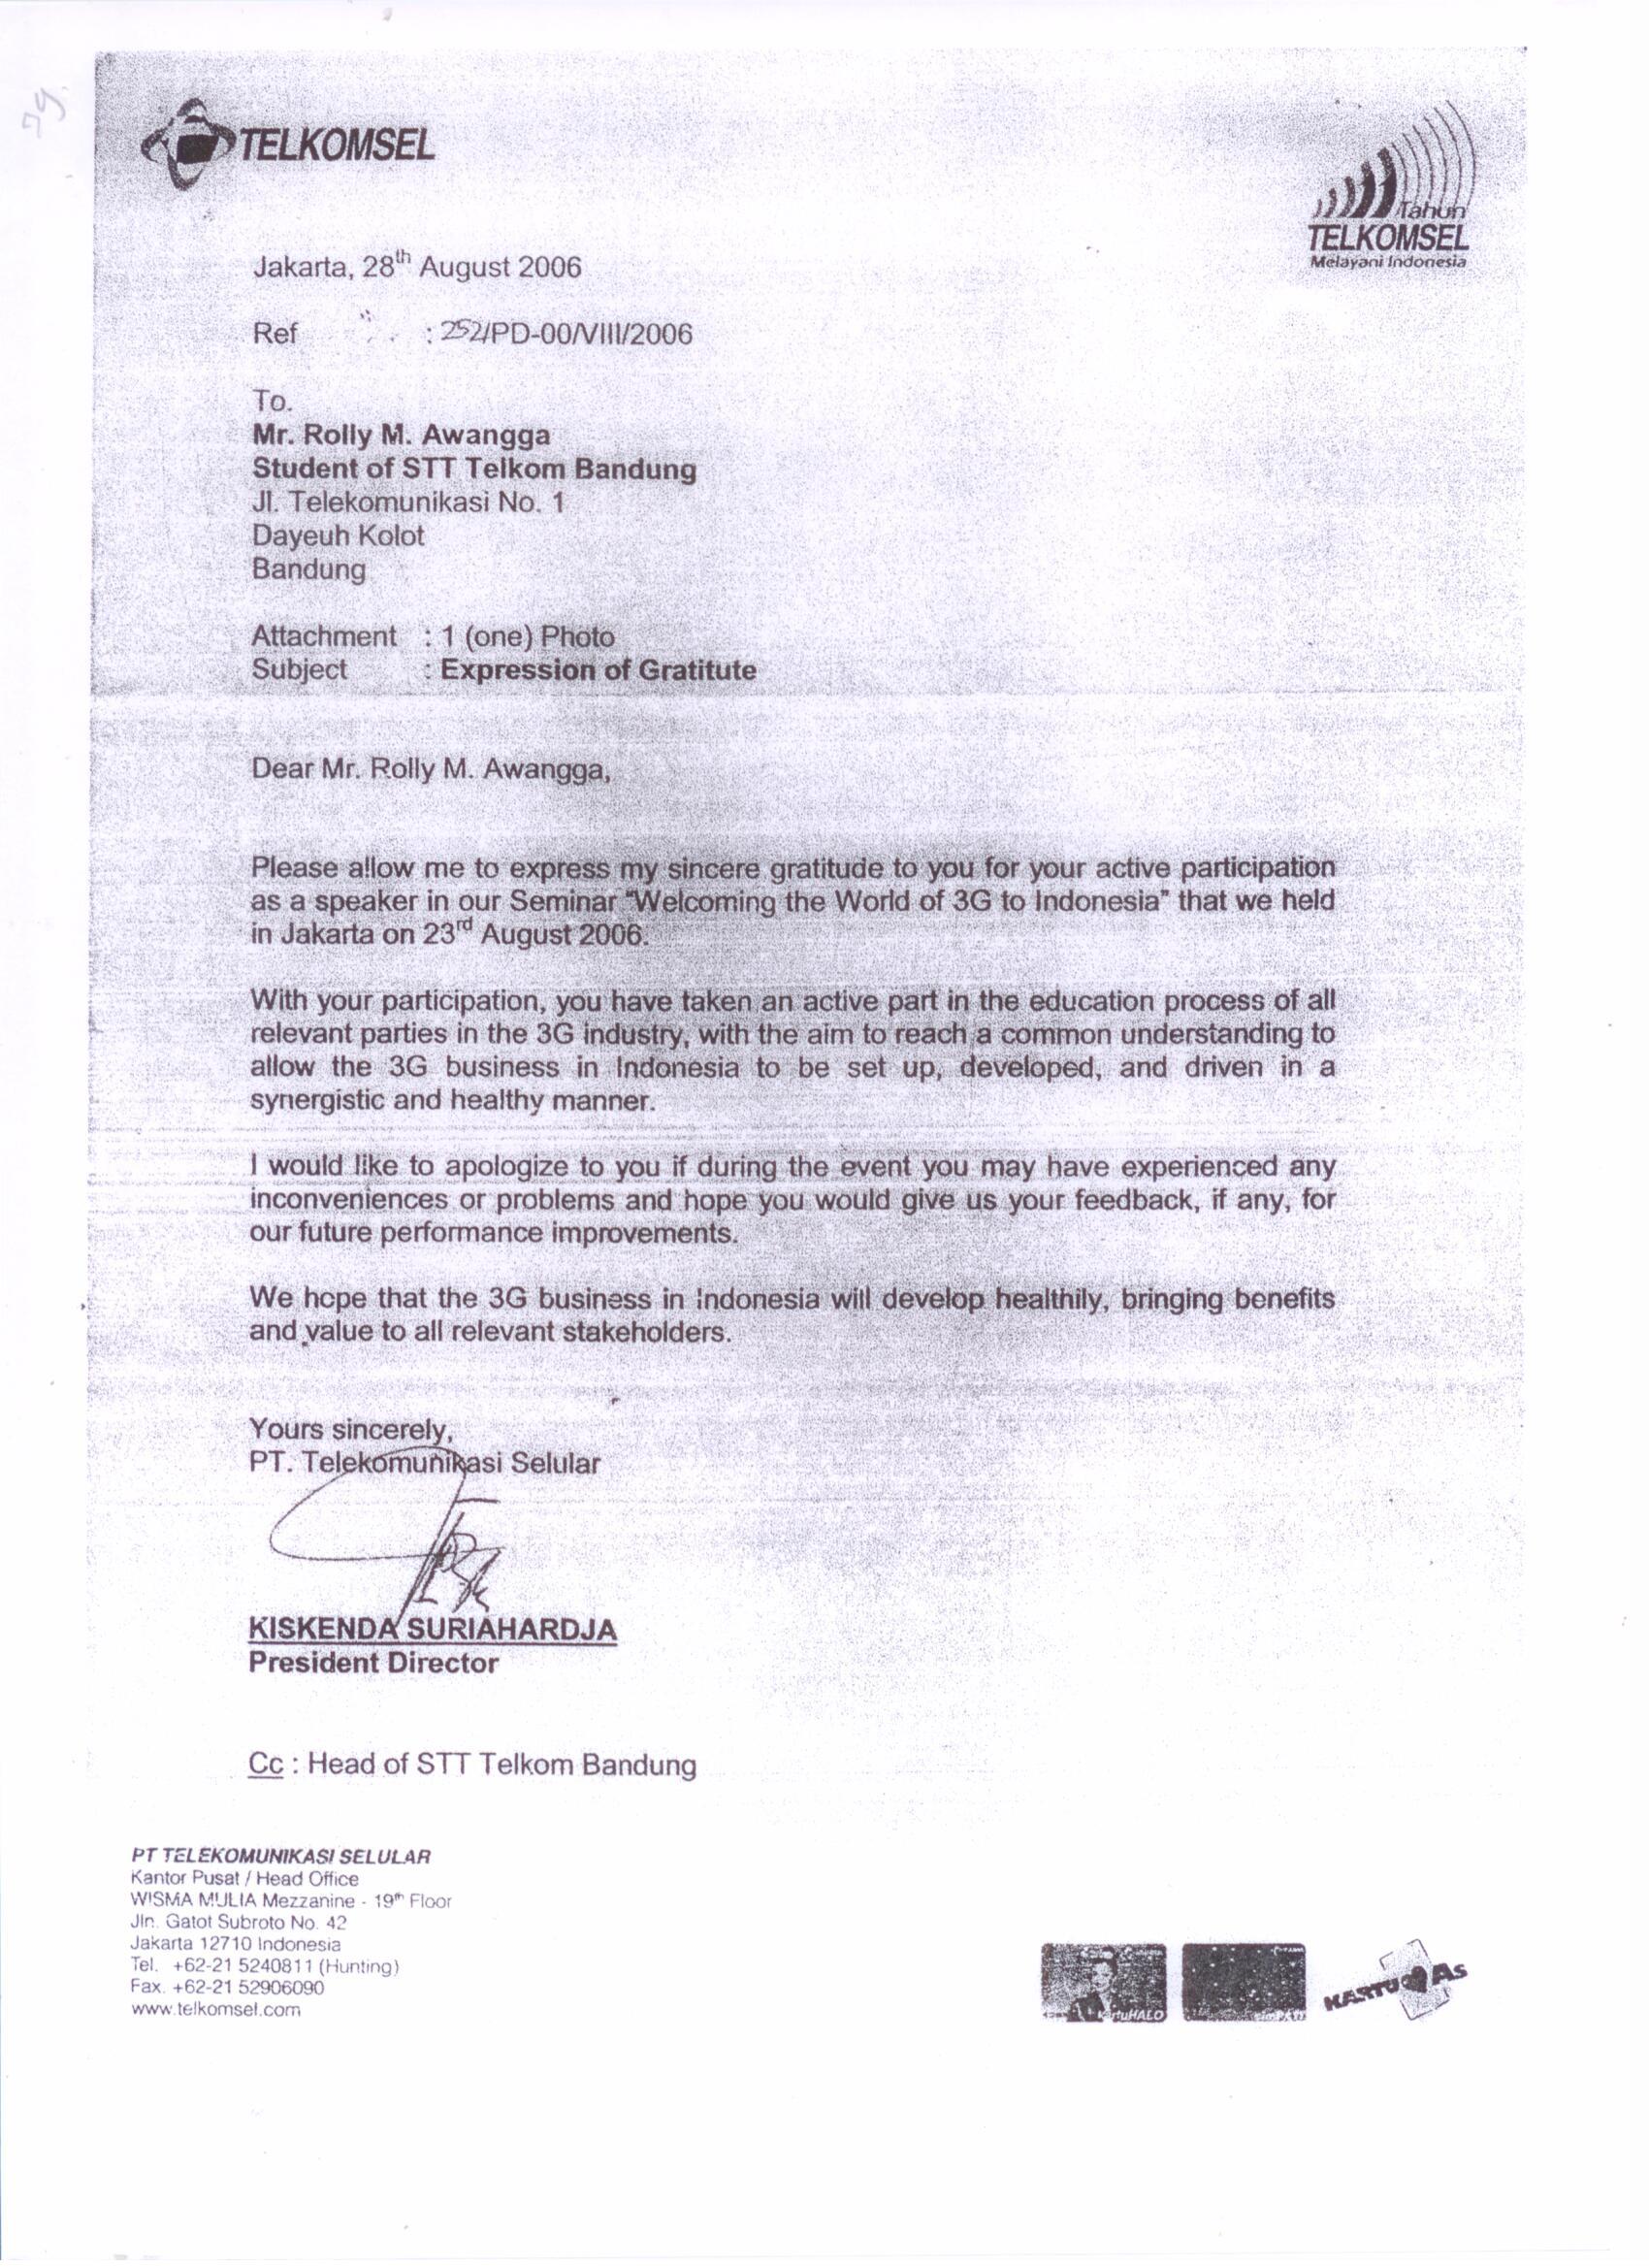 TELKOMSEL
Tahun
TELKOMSEL
Melayani Indonesia
Jakarta, 28th August 2006
Ref : 252/PD-00/VIII/2006
To.
Mr. Rolly M. Awangga
Student of STT Telkom Bandung
Jl. Telekomunikasi No. 1
Dayeuh Kolot
Bandung
Attachment : 1 (one) Photo
Subject : Expression of Gratitute
Dear Mr. Rolly M. Awangga,
Please allow me to express my sincere gratitude to you for your active participation
as a speaker in our Seminar "Welcoming the World of 3G to Indonesia" that we held
in Jakarta on 23rd August 2006.
With your participation, you have taken an active part in the education process of all
relevant parties in the 3G industry, with the aim to reach a common understanding to
allow the 3G business in Indonesia to be set up, developed, and driven in a
synergistic and healthy manner.
I would like to apologize to you if during the event you may have experienced any
inconveniences or problems and hope you would give us your feedback, if any, for
our future performance improvements.
We hope that the 3G business in Indonesia will develop healthily, bringing benefits
and value to all relevant stakeholders.
Yours sincerely,
PT. Telekomunikasi Selular
KISKENDA SURIAHARDJA
President Director
Cc : Head of STT Telkom Bandung
PT TELEKOMUNIKASI SELULAR
Kantor Pusat / Head Office
WISMA MULIA Mezzanine - 19th Floor
Jln. Gatot Subroto No. 42
Jakarta 12710 Indonesia
Tel. +62-21 5240811 (Hunting)
Fax. +62-21 52906090
www.telkomsel.com
kartuHALO
KARTU As